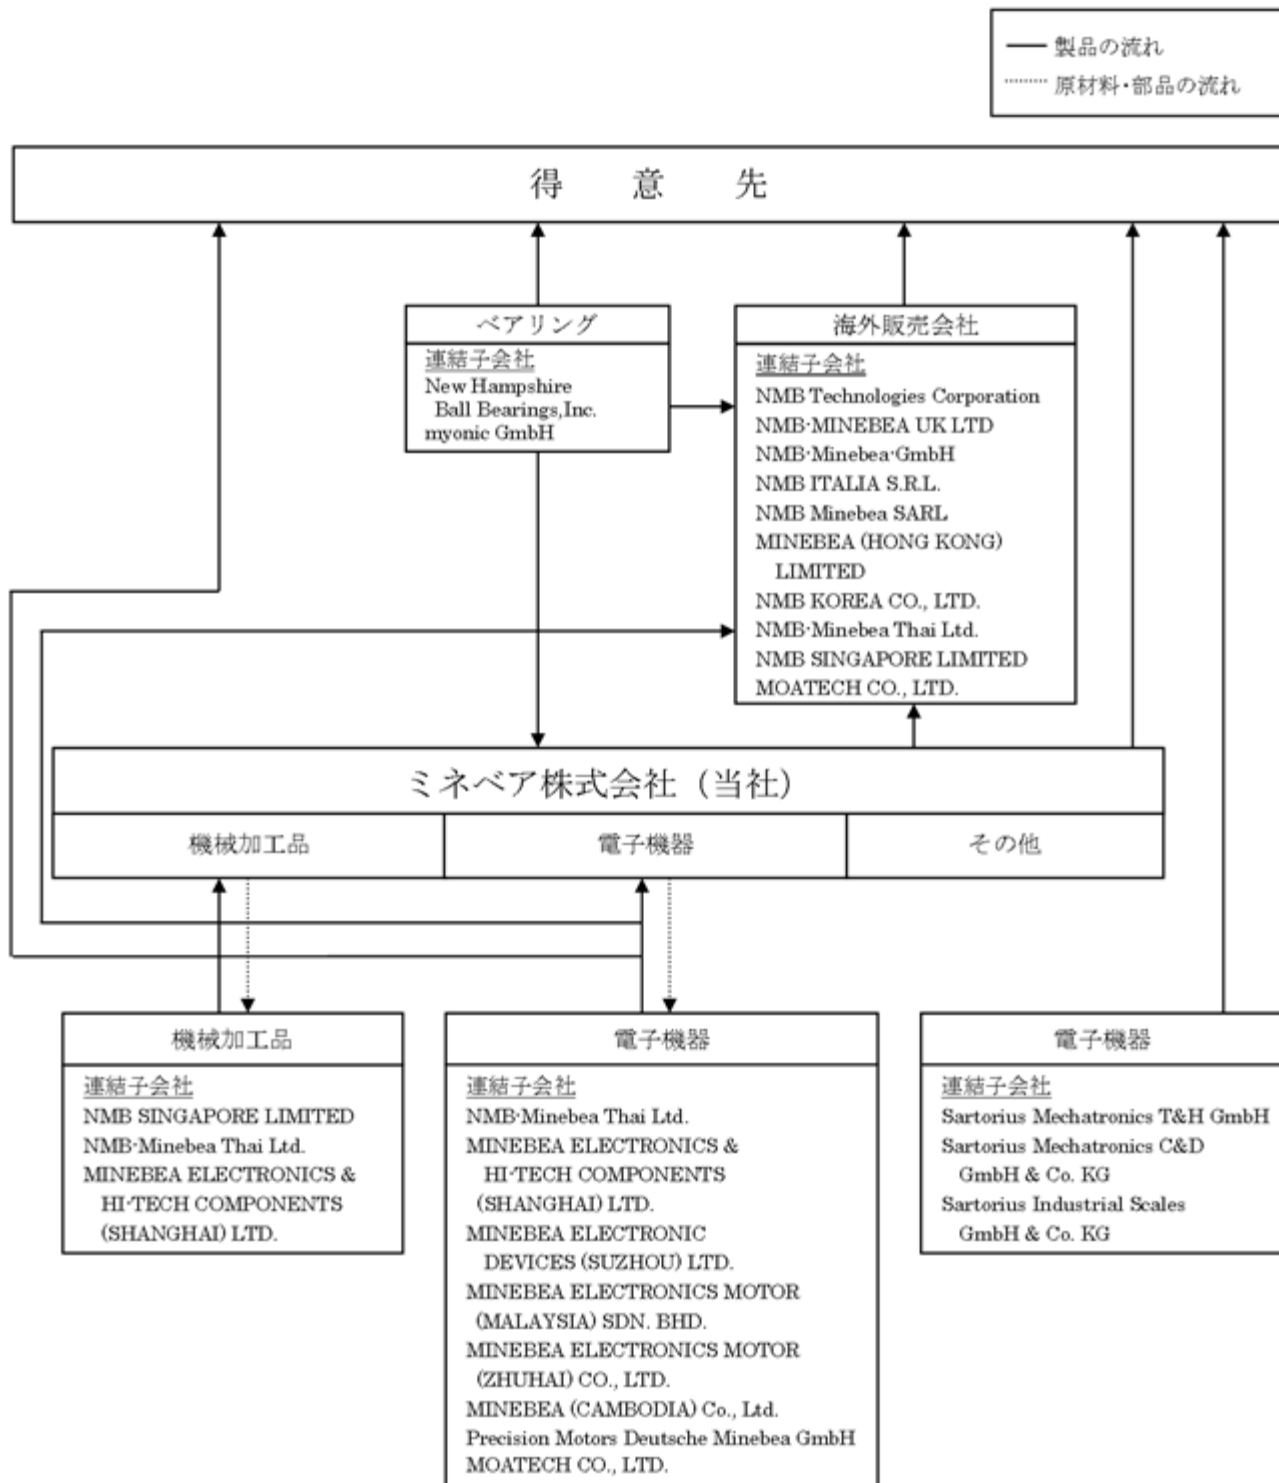 製品の流れ
原材料・部品の流れ
得 意 先
ベアリング
連結子会社
New Hampshire
Ball Bearings,Inc.
myonic GmbH
海外販売会社
連結子会社
NMB Technologies Corporation
NMB-MINEBEA UK LTD
NMB-Minebea-GmbH
NMB ITALIA S.R.L.
NMB Minebea SARL
MINEBEA (HONG KONG)
LIMITED
NMB KOREA CO., LTD.
NMB-Minebea Thai Ltd.
NMB SINGAPORE LIMITED
MOATECH CO., LTD.
ミネベア株式会社（当社）
機械加工品
電子機器
その他
機械加工品
連結子会社
NMB SINGAPORE LIMITED
NMB-Minebea Thai Ltd.
MINEBEA ELECTRONICS &
HI-TECH COMPONENTS
(SHANGHAI) LTD.
電子機器
連結子会社
NMB-Minebea Thai Ltd.
MINEBEA ELECTRONICS &
HI-TECH COMPONENTS
(SHANGHAI) LTD.
MINEBEA ELECTRONIC
DEVICES (SUZHOU) LTD.
MINEBEA ELECTRONICS MOTOR
(MALAYSIA) SDN. BHD.
MINEBEA ELECTRONICS MOTOR
(ZHUHAI) CO., LTD.
MINEBEA (CAMBODIA) Co., Ltd.
Precision Motors Deutsche Minebea GmbH
MOATECH CO., LTD.
電子機器
連結子会社
Sartorius Mechatronics T&H GmbH
Sartorius Mechatronics C&D
GmbH & Co. KG
Sartorius Industrial Scales
GmbH & Co. KG